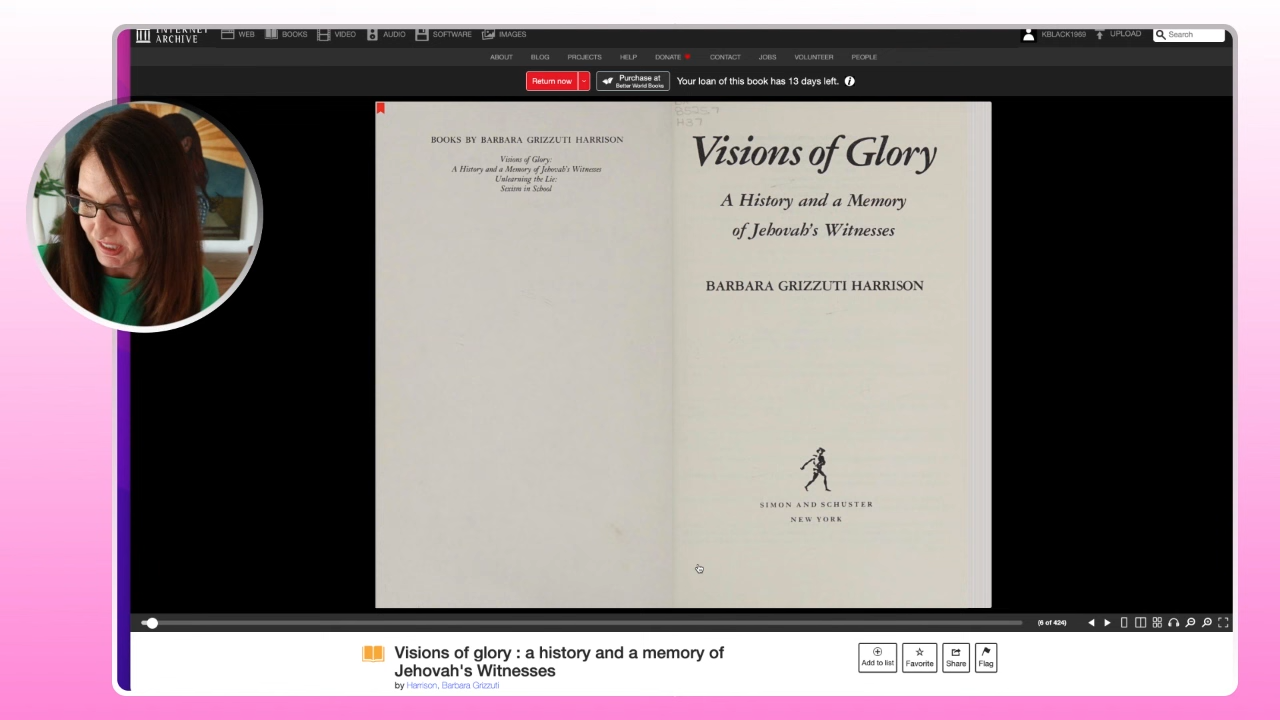 INTERNET
ARCHIVE
WEB
BOOKS
VIDEO
AUDIO
SOFTWARE
IMAGES
KBLACK1969
UPLOAD
Search
ABOUT
BLOG
PROJECTS
HELP
DONATE
CONTACT
JOBS
VOLUNTEER
PEOPLE
Return now
Purchase at
Better World Books
Your loan of this book has 13 days left.
BOOKS BY BARBARA GRIZZUTI HARRISON
Visions of Glory:
A History and a Memory of Jehovah's Witnesses
Unlearning the Lie:
Sexism in School
H37
Visions of Glory
A History and a Memory
of Jehovah's Witnesses
BARBARA GRIZZUTI HARRISON
SIMON AND SCHUSTER
NEW YORK
(6 of 424)
Visions of glory : a history and a memory of
Jehovah's Witnesses
by Harrison, Barbara Grizzuti
Add to list
Favorite
Share
Flag